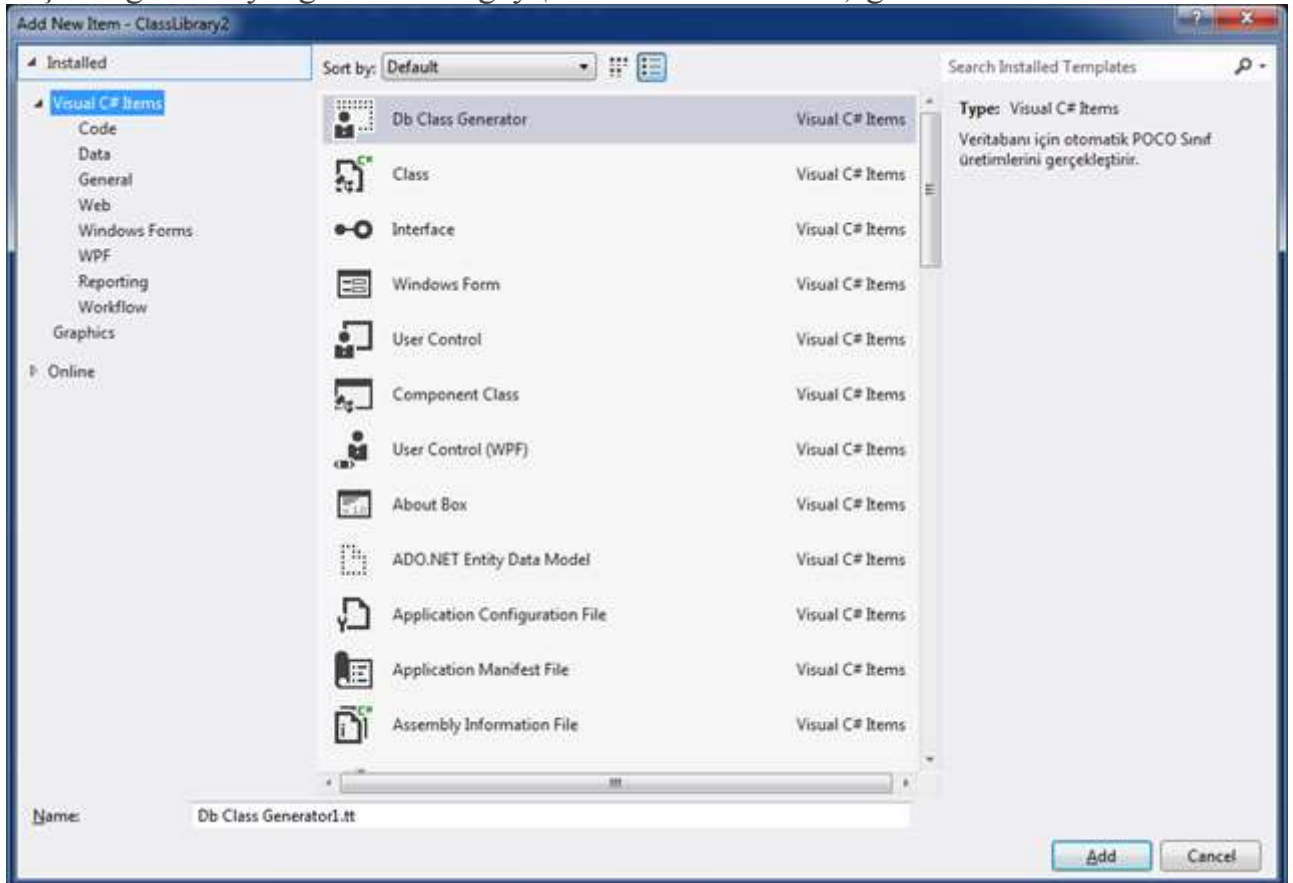 Add New Item - ClassLibrary2
Installed
Sort by: Default
Search Installed Templates
Visual C# Items
Code
Data
General
Web
Windows Forms
WPF
Reporting
Workflow
Graphics
Online
Db Class Generator Visual C# Items
Class Visual C# Items
Interface Visual C# Items
Windows Form Visual C# Items
User Control Visual C# Items
Component Class Visual C# Items
User Control (WPF) Visual C# Items
About Box Visual C# Items
ADO.NET Entity Data Model Visual C# Items
Application Configuration File Visual C# Items
Application Manifest File Visual C# Items
Assembly Information File Visual C# Items
Type: Visual C# Items
Veritabanı için otomatik POCO Sınıf
üretimlerini gerçekleştirir.
Name: Db Class Generator1.tt
Add Cancel